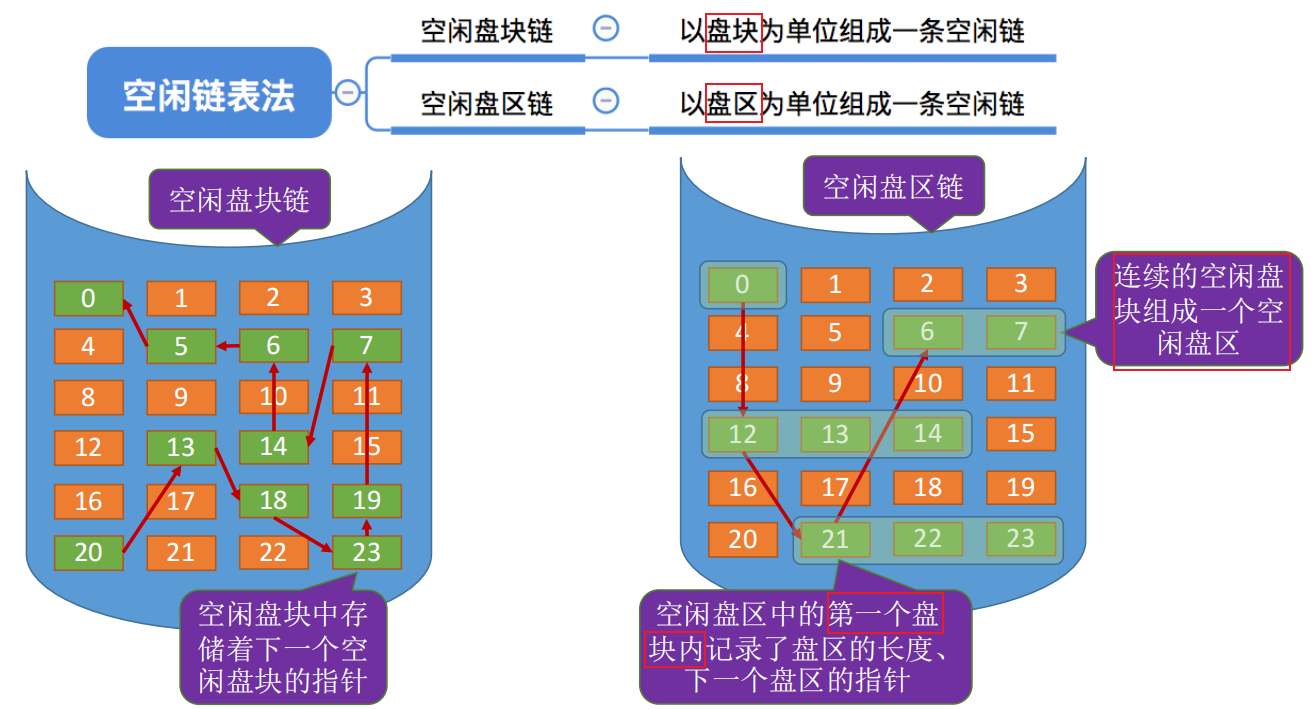 空闲链表法
空闲盘块链
以盘块为单位组成一条空闲链
空闲盘区链
以盘区为单位组成一条空闲链
空闲盘块链
0 1 2 3
4 5 6 7
8 9 10 11
12 13 14 15
16 17 18 19
20 21 22 23
空闲盘块中存
储着下一个空
闲盘块的指针
空闲盘区链
0 1 2 3
4 5 6 7
8 9 10 11
12 13 14 15
16 17 18 19
20 21 22 23
连续的空闲盘
块组成一个空
闲盘区
空闲盘区中的第一个盘
块内记录了盘区的长度、
下一个盘区的指针